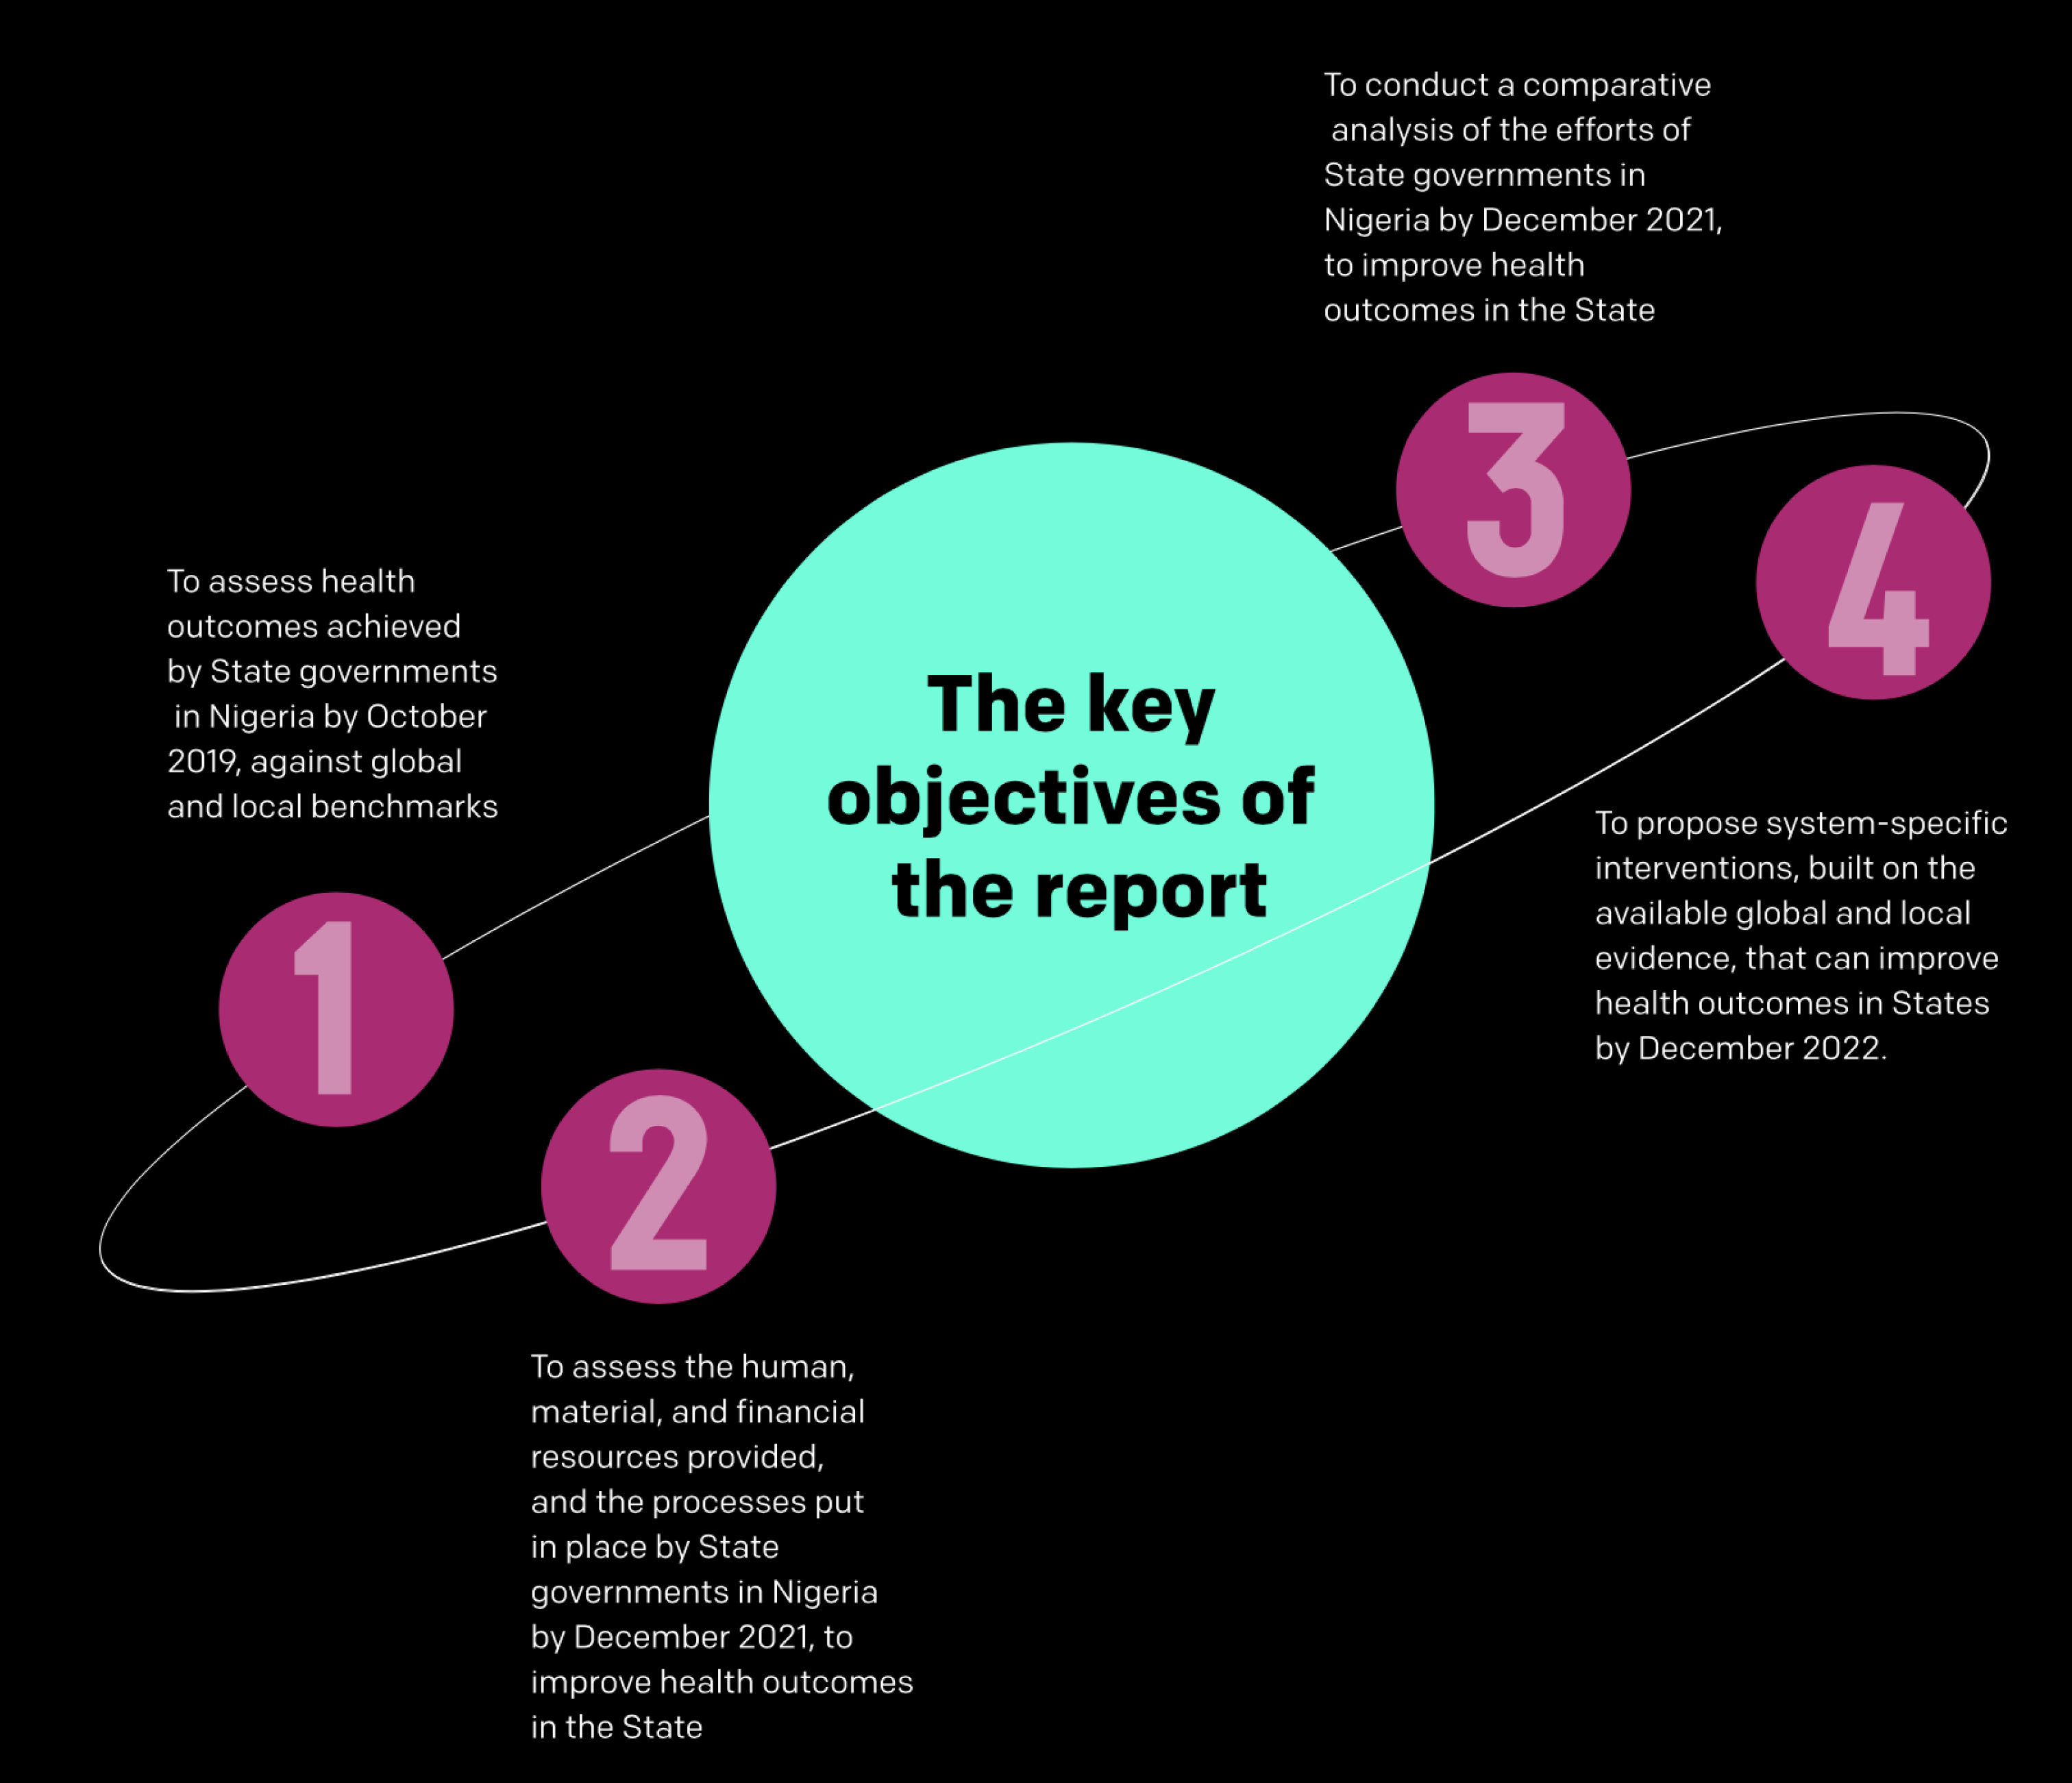 The key
objectives of
the report
1
To assess health
outcomes achieved
by State governments
in Nigeria by October
2019, against global
and local benchmarks
2
To assess the human,
material, and financial
resources provided,
and the processes put
in place by State
governments in Nigeria
by December 2021, to
improve health outcomes
in the State
3
To conduct a comparative
analysis of the efforts of
State governments in
Nigeria by December 2021,
to improve health
outcomes in the State
4
To propose system-specific
interventions, built on the
available global and local
evidence, that can improve
health outcomes in States
by December 2022.